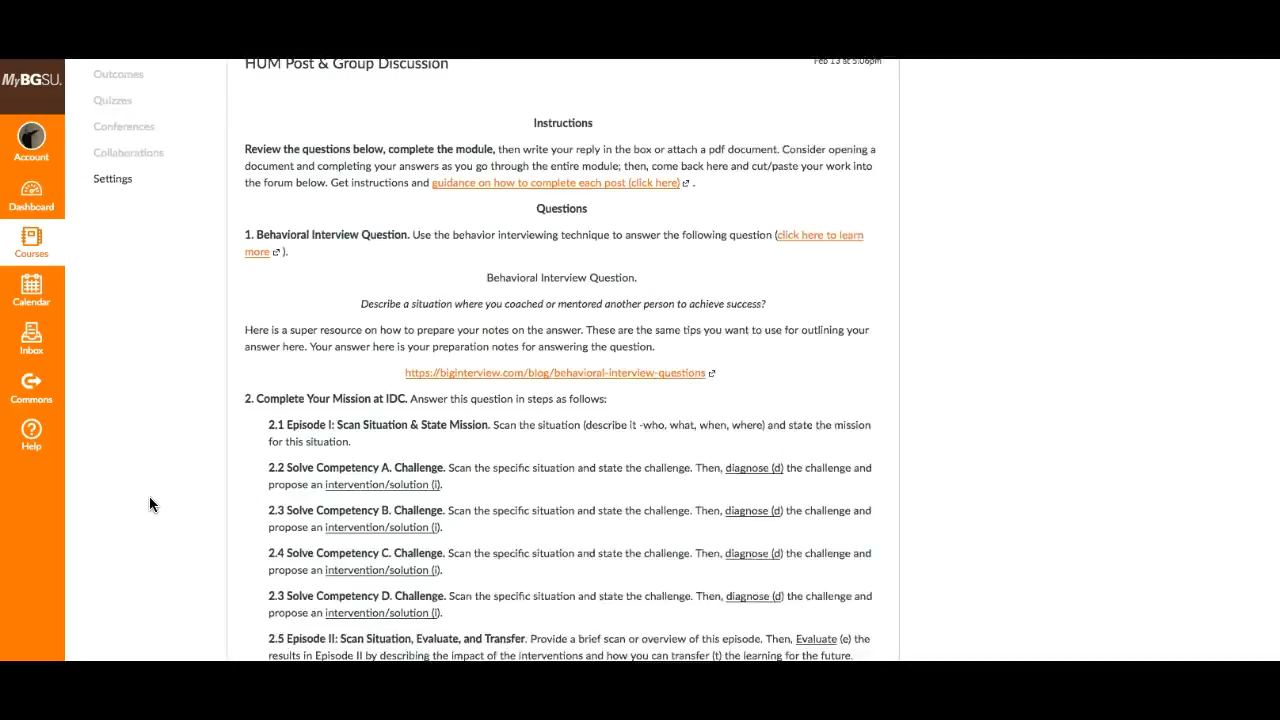 HUM Post & Group Discussion
Feb 13 at 5:06pm
MyBGSU.
Account
Dashboard
Courses
Calendar
Inbox
Commons
Help
Outcomes
Quizzes
Conferences
Collaborations
Settings
Instructions
Review the questions below, complete the module, then write your reply in the box or attach a pdf document. Consider opening a
document and completing your answers as you go through the entire module; then, come back here and cut/paste your work into
the forum below. Get instructions and guidance on how to complete each post (click here) .
Questions
1. Behavioral Interview Question. Use the behavior interviewing technique to answer the following question (click here to learn
more ).
Behavioral Interview Question.
Describe a situation where you coached or mentored another person to achieve success?
Here is a super resource on how to prepare your notes on the answer. These are the same tips you want to use for outlining your
answer here. Your answer here is your preparation notes for answering the question.
https://biginterview.com/blog/behavioral-interview-questions
2. Complete Your Mission at IDC. Answer this question in steps as follows:
2.1 Episode I: Scan Situation & State Mission. Scan the situation (describe it -who, what, when, where) and state the mission
for this situation.
2.2 Solve Competency A. Challenge. Scan the specific situation and state the challenge. Then, diagnose (d) the challenge and
propose an intervention/solution (i).
2.3 Solve Competency B. Challenge. Scan the specific situation and state the challenge. Then, diagnose (d) the challenge and
propose an intervention/solution (i).
2.4 Solve Competency C. Challenge. Scan the specific situation and state the challenge. Then, diagnose (d) the challenge and
propose an intervention/solution (i).
2.3 Solve Competency D. Challenge. Scan the specific situation and state the challenge. Then, diagnose (d) the challenge and
propose an intervention/solution (i).
2.5 Episode II: Scan Situation, Evaluate, and Transfer. Provide a brief scan or overview of this episode. Then, Evaluate (e) the
results in Episode II by describing the impact of the interventions and how you can transfer (t) the learning for the future.